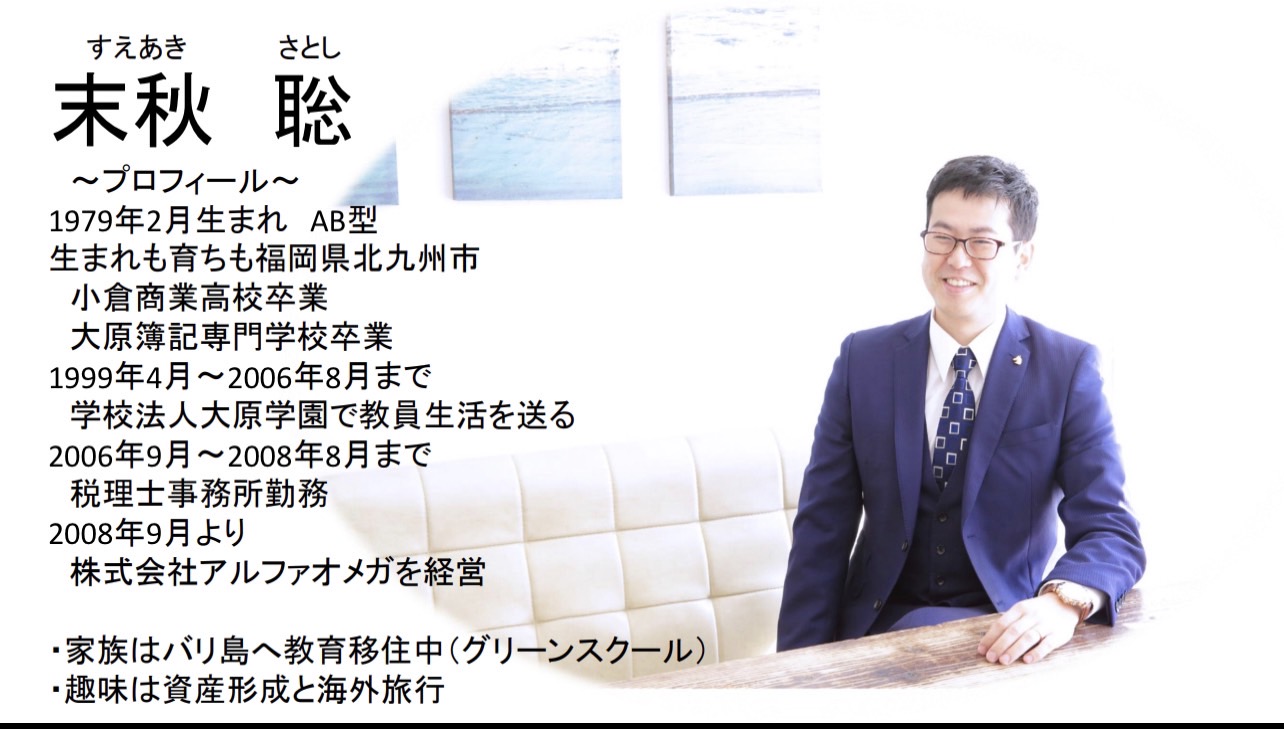 すえあき　さとし
末秋　聡
～プロフィール～
1979年2月生まれ　AB型
生まれも育ちも福岡県北九州市
小倉商業高校卒業
大原簿記専門学校卒業
1999年4月～2006年8月まで
学校法人大原学園で教員生活を送る
2006年9月～2008年8月まで
税理士事務所勤務
2008年9月より
株式会社アルファオメガを経営
・家族はバリ島へ教育移住中（グリーンスクール）
・趣味は資産形成と海外旅行